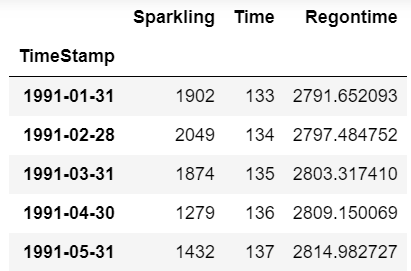 Sparkling Time Regontime
TimeStamp
1991-01-31 1902 133 2791.652093
1991-02-28 2049 134 2797.484752
1991-03-31 1874 135 2803.317410
1991-04-30 1279 136 2809.150069
1991-05-31 1432 137 2814.982727